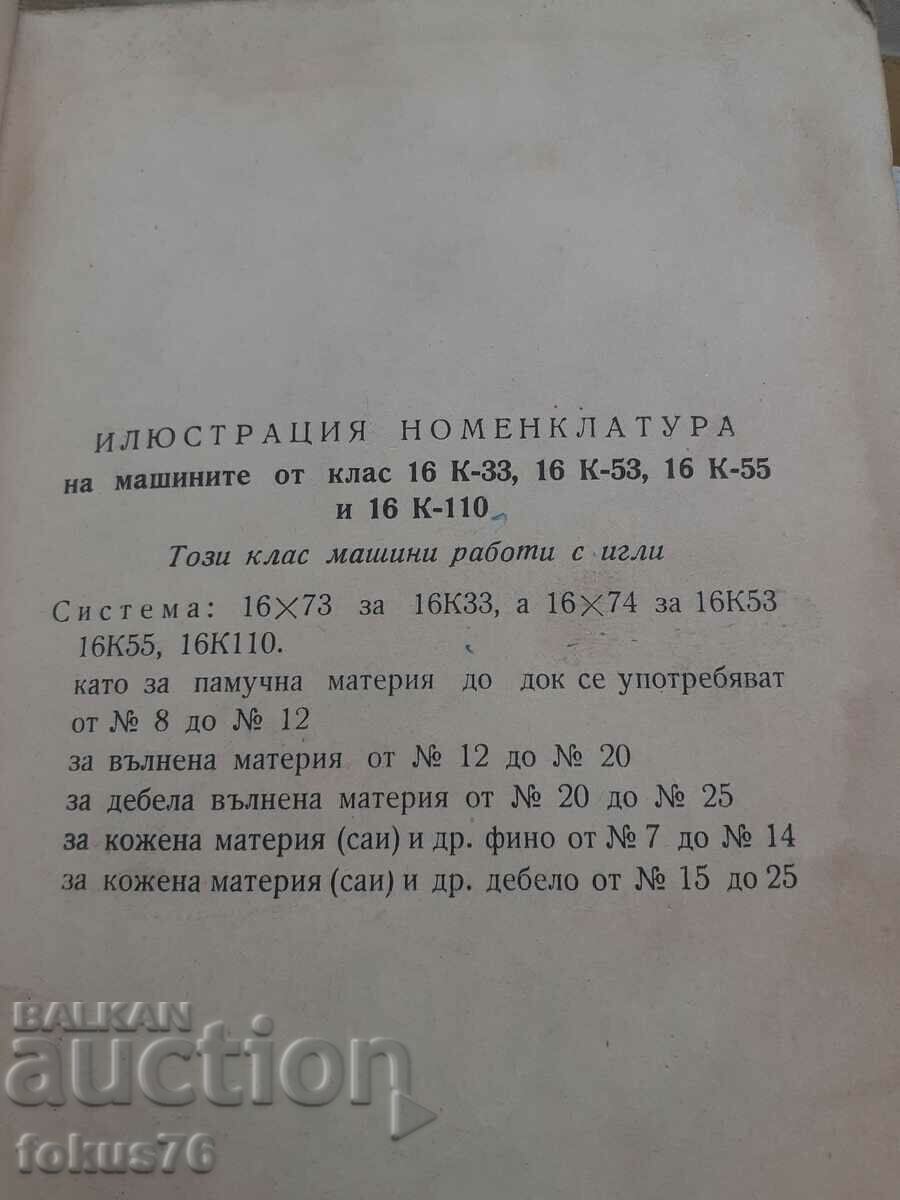 ИЛЮСТРАЦИЯ НОМЕНКЛАТУРА
на машините от клас 16 К-33, 16 К-53, 16 К-55
и 16 К-110
Този клас машини работи с игли
Система: 16×73 за 16К33, а 16×74 за 16К53
16К55, 16К110.
като за памучна материя до док се употребяват
от № 8 до № 12
за вълнена материя от № 12 до № 20
за дебела вълнена материя от № 20 до № 25
за кожена материя (саи) и др. фино от № 7 до № 14
за кожена материя (саи) и др. дебело от № 15 до 25
BALKAN
auction
fokus76